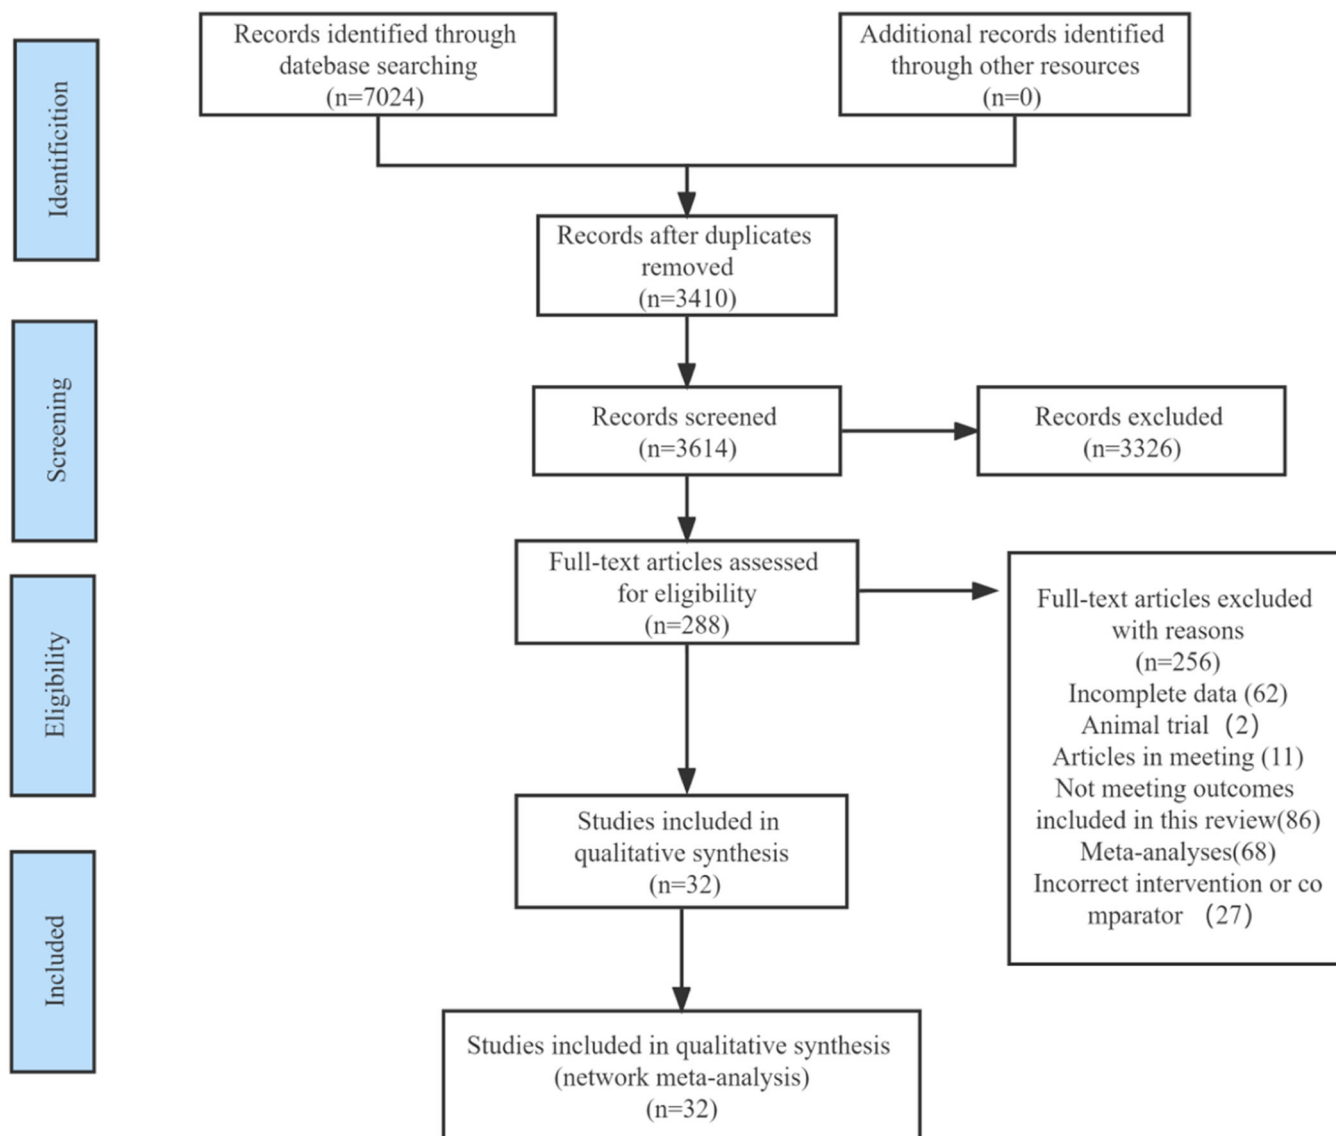 Identificition
Records identified through
datebase searching
(n=7024)
Additional records identified
through other resources
(n=0)
Records after duplicates
removed
(n=3410)
Screening
Records screened
(n=3614)
Records excluded
(n=3326)
Eligibility
Full-text articles assessed
for eligibility
(n=288)
Full-text articles excluded
with reasons
(n=256)
Incomplete data (62)
Animal trial (2)
Articles in meeting (11)
Not meeting outcomes
included in this review(86)
Meta-analyses(68)
Incorrect intervention or co
mparator (27)
Studies included in
qualitative synthesis
(n=32)
Included
Studies included in qualitative synthesis
(network meta-analysis)
(n=32)